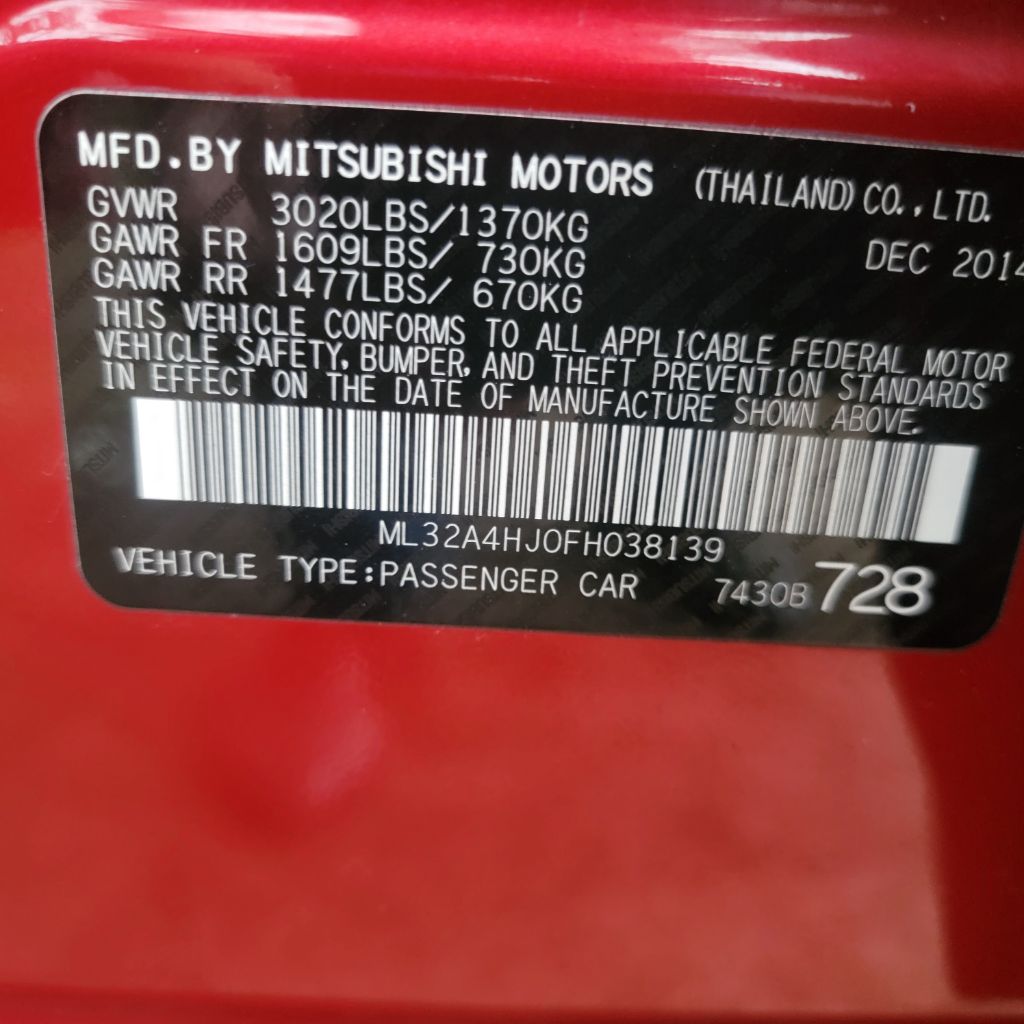 MFD.BY MITSUBISHI MOTORS (THAILAND) CO., LTD.
GVWR 3020LBS/1370KG DEC 2014
GAWR FR 1609LBS/ 730KG
GAWR RR 1477LBS/ 670KG
THIS VEHICLE CONFORMS TO ALL APPLICABLE FEDERAL MOTOR
VEHICLE SAFETY, BUMPER, AND THEFT PREVENTION STANDARDS
IN EFFECT ON THE DATE OF MANUFACTURE SHOWN ABOVE.
ML32A4HJ0FH038139
VEHICLE TYPE:PASSENGER CAR 7430B 728